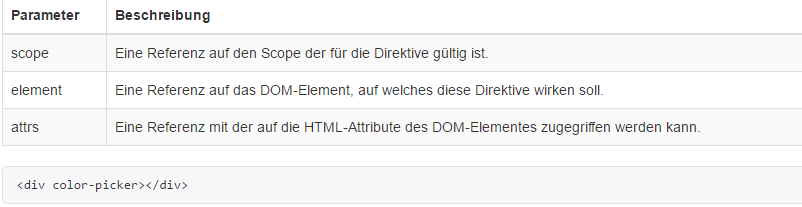 Parameter Beschreibung
scope Eine Referenz auf den Scope der für die Direktive gültig ist.
element Eine Referenz auf das DOM-Element, auf welches diese Direktive wirken soll.
attrs Eine Referenz mit der auf die HTML-Attribute des DOM-Elementes zugegriffen werden kann.
<div color-picker></div>